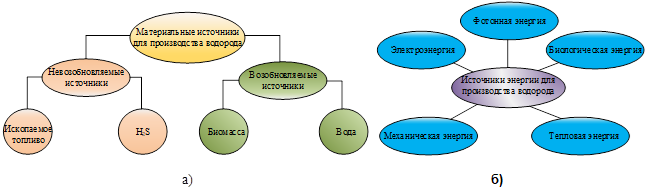 Материальные источники
для производства водорода
Невозобновляемые
источники
Возобновляемые
источники
Ископаемое
топливо
H₂S
Биомасса
Вода
а)
Фотонная энергия
Электроэнергия
Биологическая энергия
Источники энергии для
производства водорода
Механическая энергия
Тепловая энергия
б)